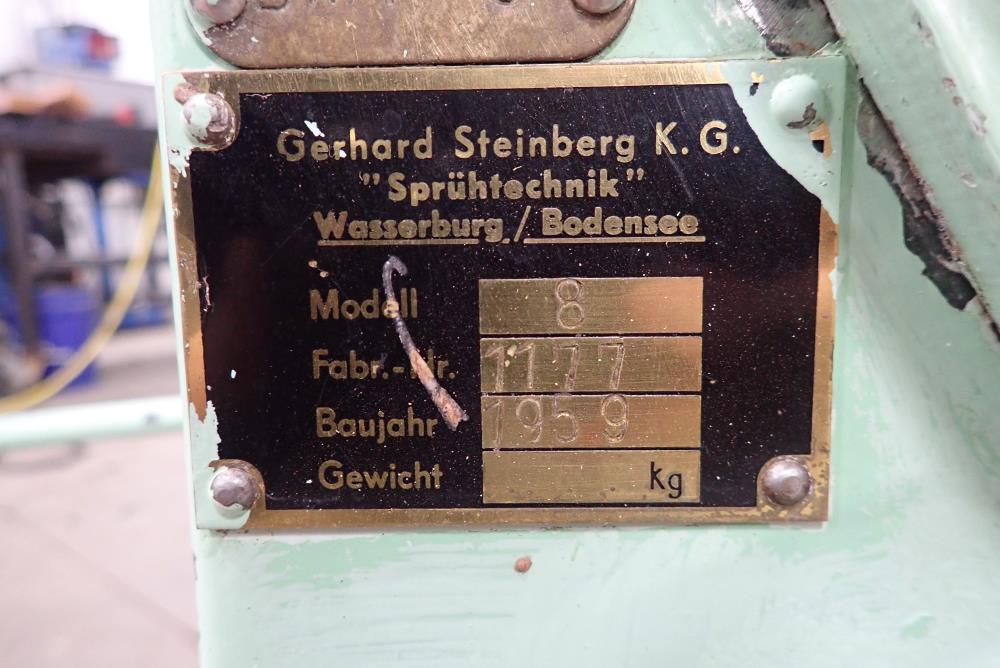 Gerhard Steinberg K. G.
"Sprühtechnik"
Wasserburg / Bodensee
Modell 8
Fabr.-Nr. 1177
Baujahr 1959
Gewicht kg